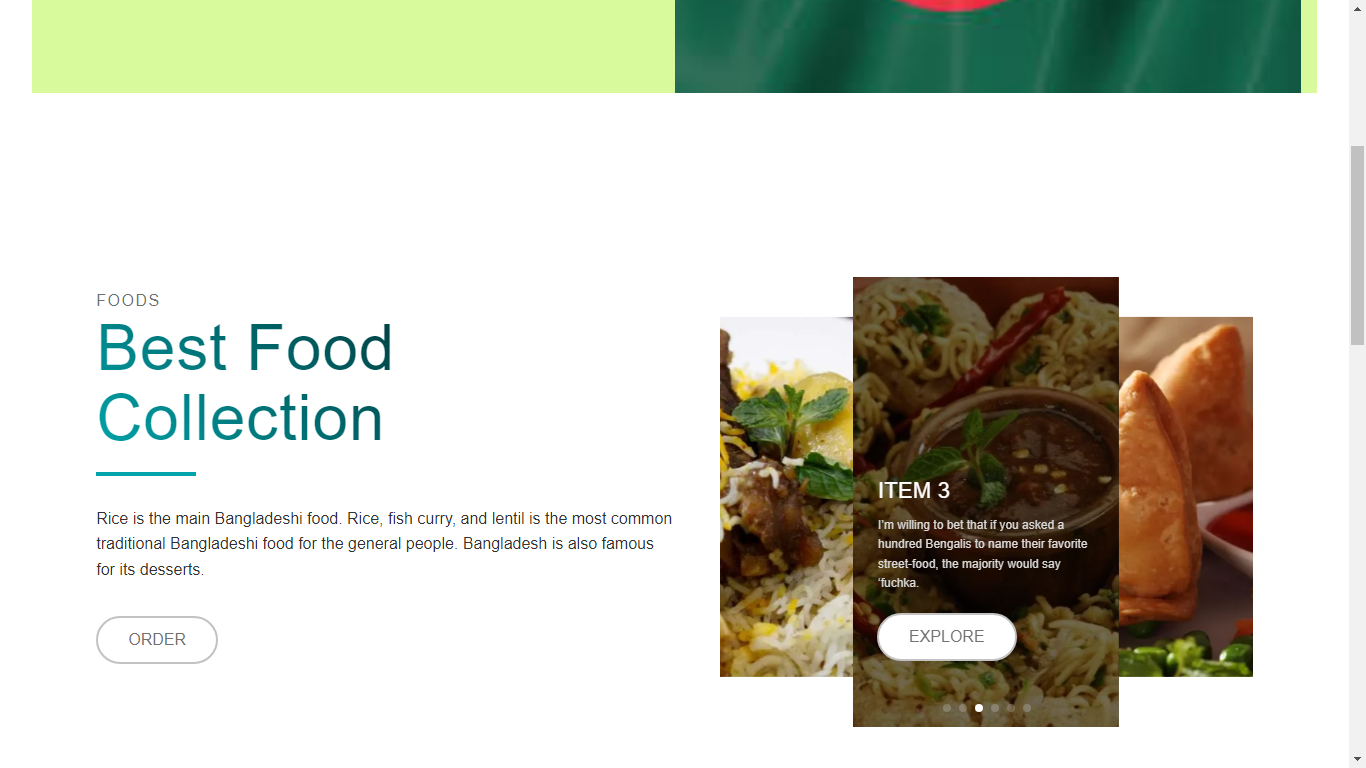 FOODS
Best Food
Collection
Rice is the main Bangladeshi food. Rice, fish curry, and lentil is the most common
traditional Bangladeshi food for the general people. Bangladesh is also famous
for its desserts.
ORDER
ITEM 3
I'm willing to bet that if you asked a
hundred Bengalis to name their favorite
street-food, the majority would say
‘fuchka.
EXPLORE